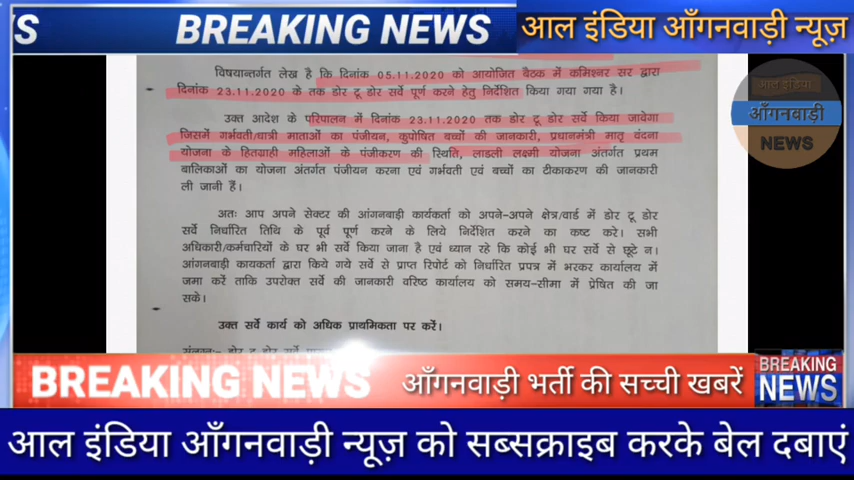 S BREAKING NEWS
आल इंडिया आँगनवाड़ी न्यूज़
विषयान्तर्गत लेख है कि दिनांक 05.11.2020 को आयोजित बैठक में कमिश्नर सर द्वारा
दिनांक 23.11.2020 के तक डोर टू डोर सर्वे पूर्ण करने हेतु निर्देशित किया गया गया है।
उक्त आदेश के परिपालन में दिनांक 23.11.2020 तक डोर टू डोर सर्वे किया जावेगा
जिसमें गर्भवती/धात्री माताओं का पंजीयन, कुपोषित बच्चों की जानकारी, प्रधानमंत्री मातृ वंदना
योजना के हितग्राही महिलाओं के पंजीकरण की स्थिति, लाडली लक्ष्मी योजना अंतर्गत प्रथम
बालिकाओं का योजना अंतर्गत पंजीयन करना एवं गर्भवती एवं बच्चों का टीकाकरण की जानकारी
ली जानी हैं।
अतः आप अपने सेक्टर की आंगनबाड़ी कार्यकर्ता को अपने-अपने क्षेत्र/वार्ड में डोर टू डोर
सर्वे निर्धारित तिथि के पूर्व पूर्ण करने के लिये निर्देशित करने का कष्ट करे। सभी
अधिकारी/कर्मचारियों के घर भी सर्वे किया जाना है एवं ध्यान रहे कि कोई भी घर सर्वे से छूटे न।
आंगनबाड़ी कायकर्ता द्वारा किये गये सर्वे से प्राप्त रिपोर्ट को निर्धारित प्रपत्र में भरकर कार्यालय में
जमा करें ताकि उपरोक्त सर्वे की जानकारी वरिष्ठ कार्यालय को समय-सीमा में प्रेषित की जा
सके।
उक्त सर्वे कार्य को अधिक प्राथमिकता पर करें।
आल इंडिया
आँगनवाड़ी
NEWS
BREAKING NEWS
आँगनवाड़ी भर्ती की सच्ची खबरें
BREAKING
NEWS
आल इंडिया आँगनवाड़ी न्यूज़ को सब्सक्राइब करके बेल दबाएं